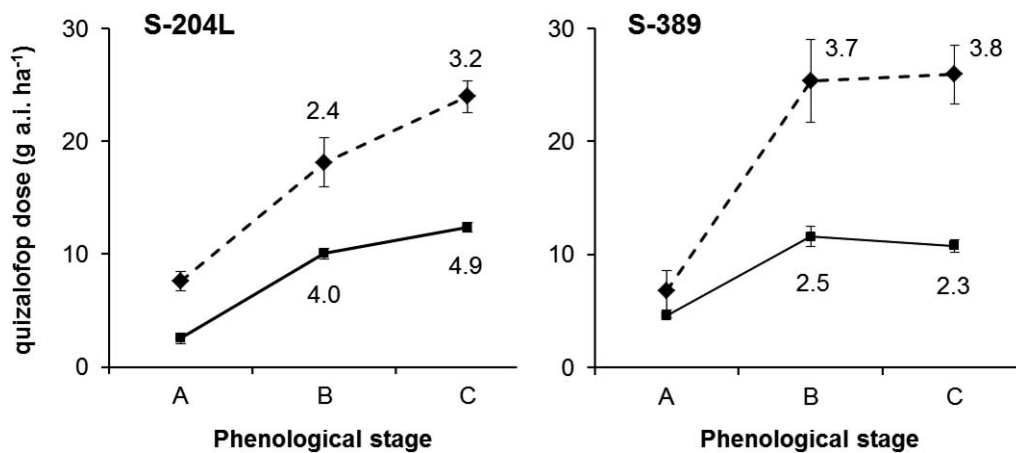 S-204L
30
20
10
0
quizalofop dose (g a.i. ha-1)
2.4
3.2
4.0
4.9
A B C
Phenological stage
S-389
30
20
10
0
3.7
3.8
2.5
2.3
A B C
Phenological stage